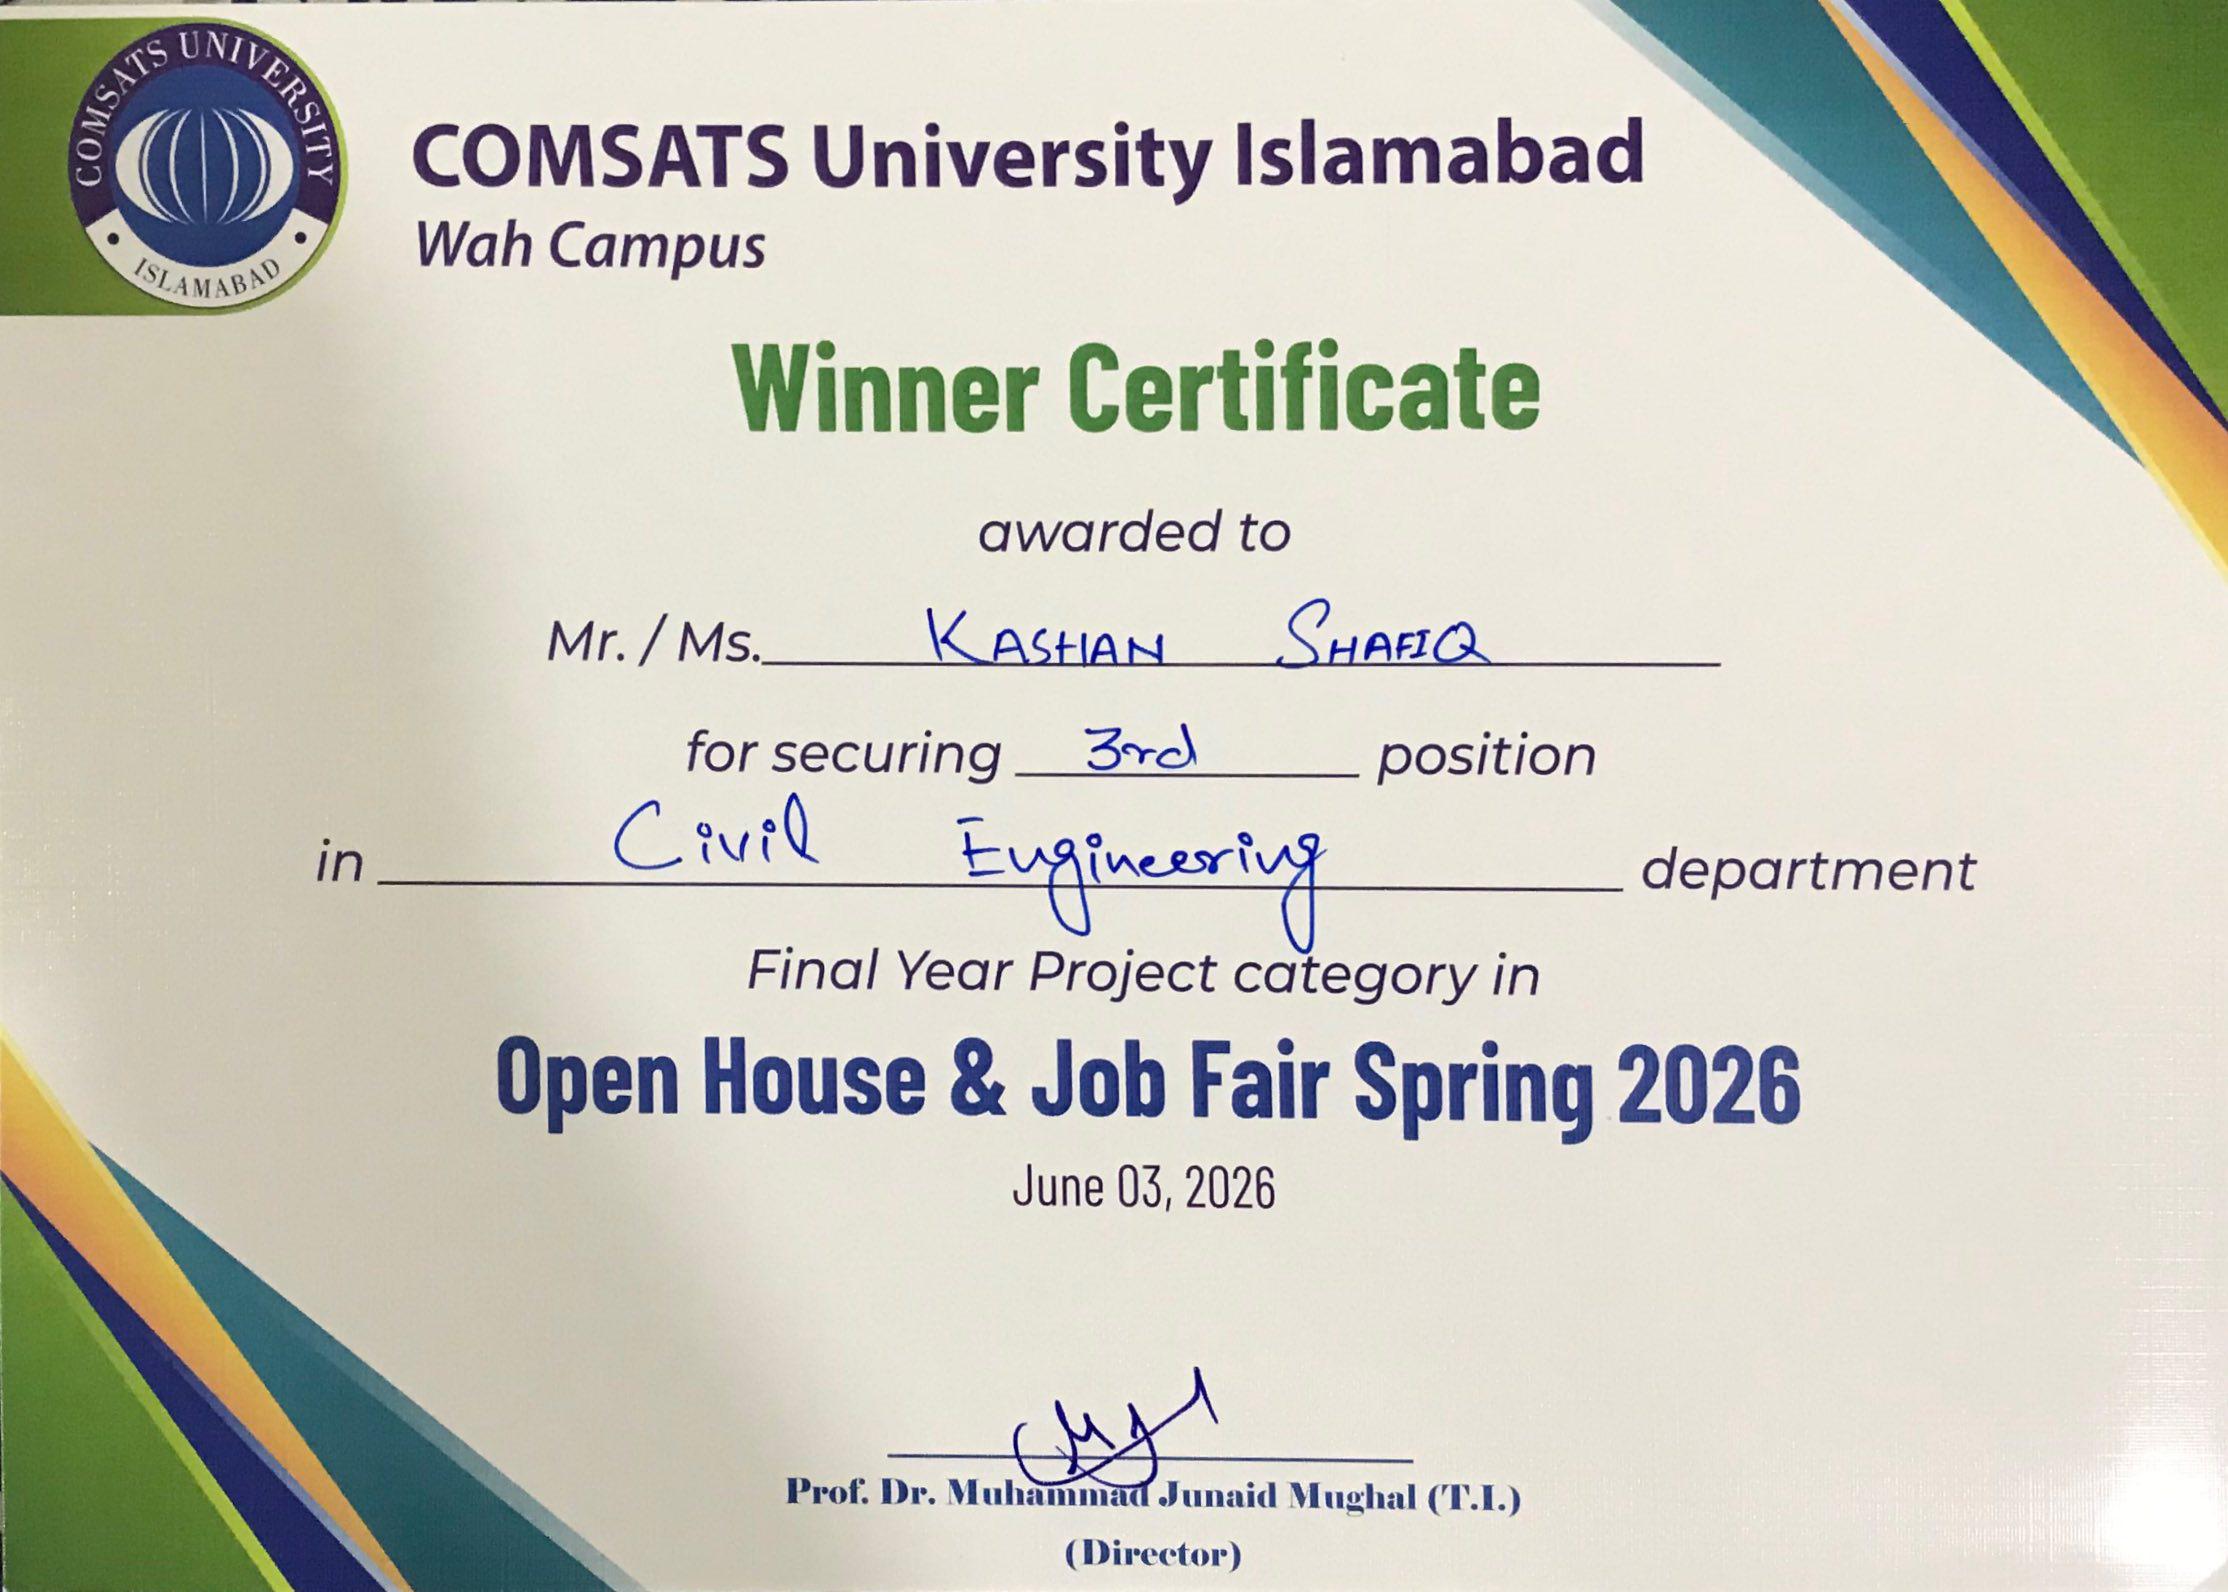 COMSATS UNIVERSITY
ISLAMABAD
COMSATS University Islamabad
Wah Campus
Winner Certificate
awarded to
Mr. / Ms. KASHAN SHAFIQ
for securing 3rd position
in Civil Engineering department
Final Year Project category in
Open House & Job Fair Spring 2026
June 03, 2026
Prof. Dr. Muhammad Junaid Mughal (T.I.)
(Director)